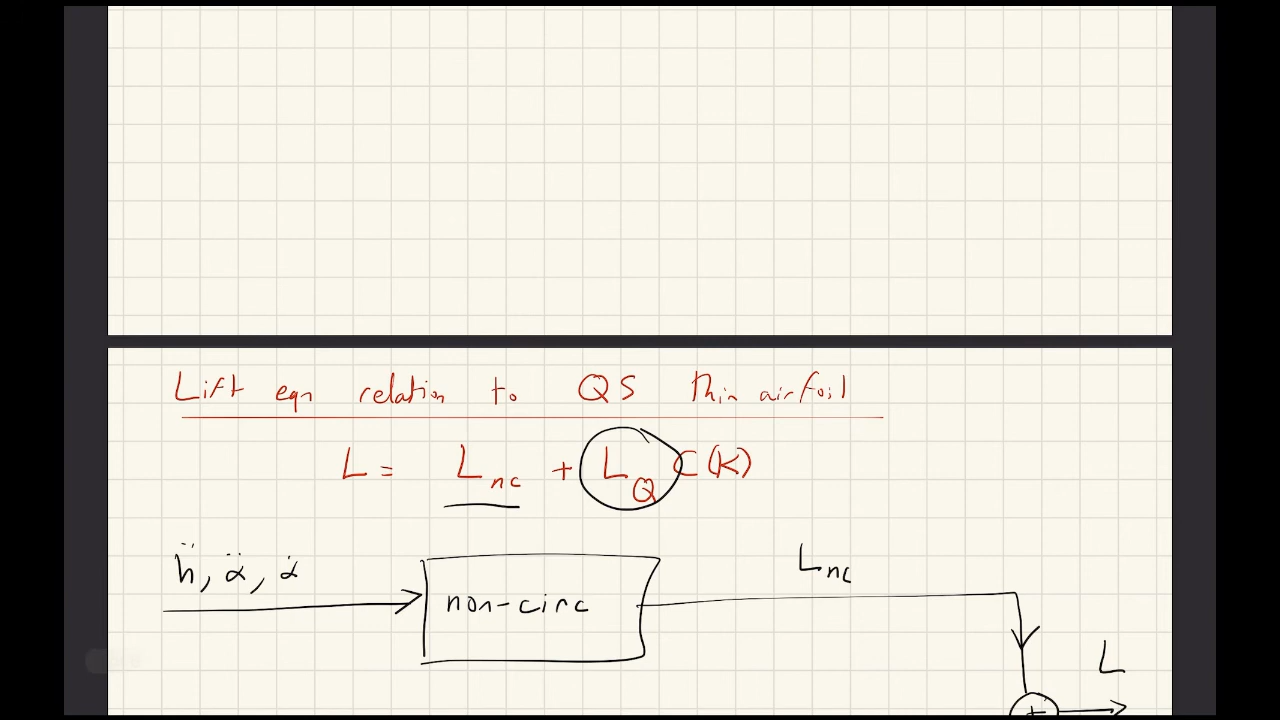 Lift eqn relation to QS thin airfoil
L = L_nc + L_Q C(k)
ḧ, α̈, α̇
non-circ
L_nc
L
+